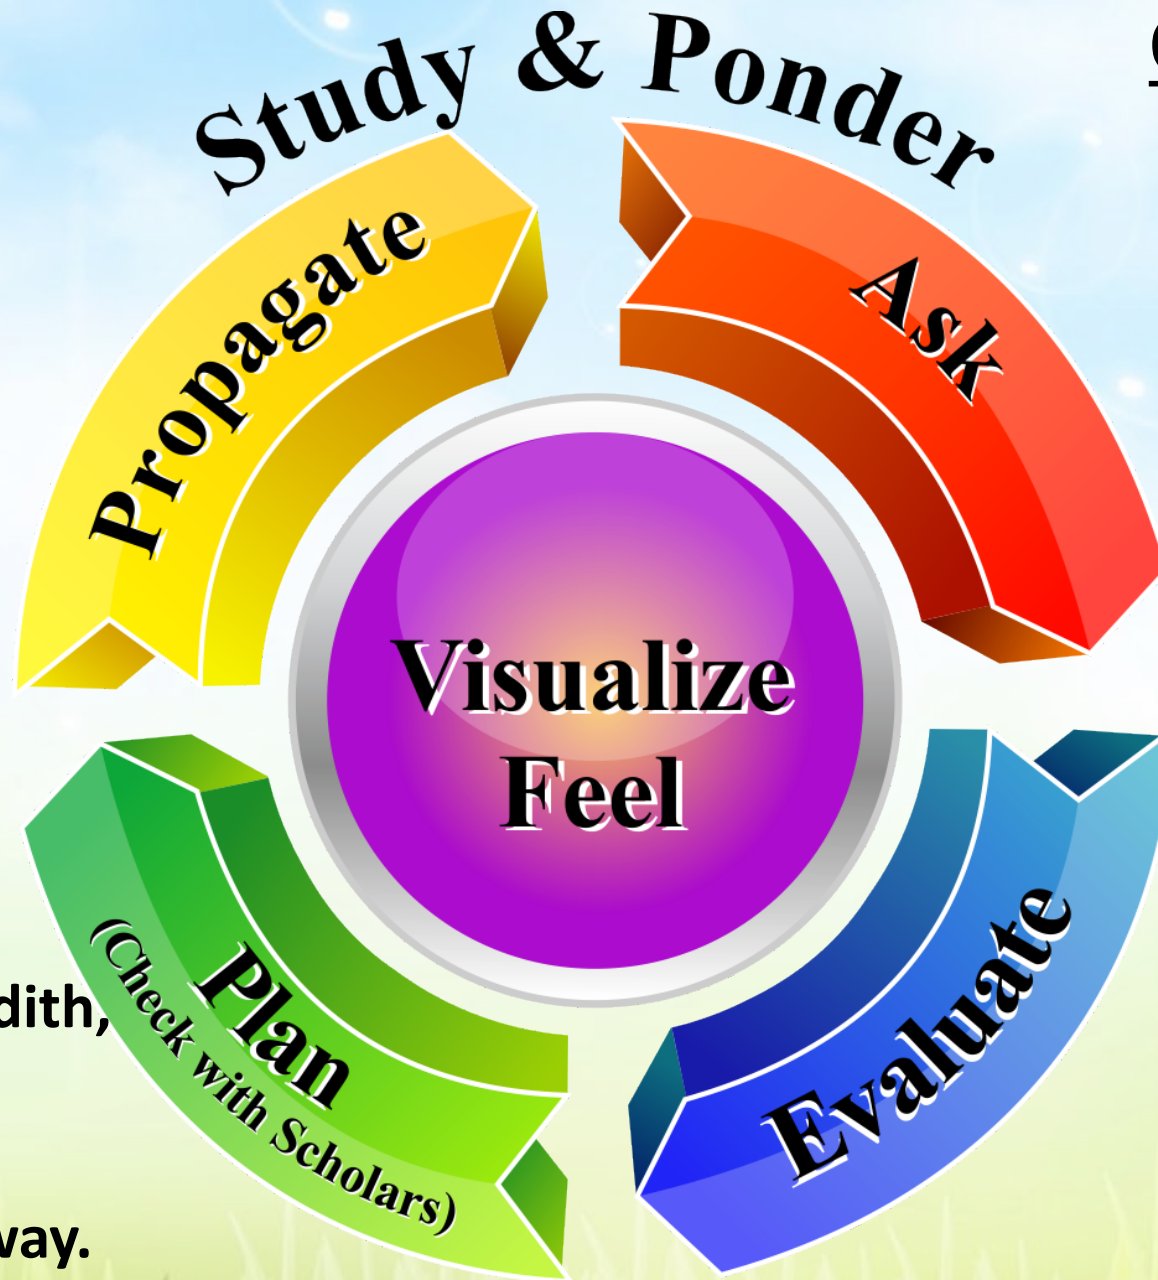 Study & Ponder
Propagate
Ask
Visualize
Feel
Plan
(Check with Scholars)
Evaluate
dith,
way.